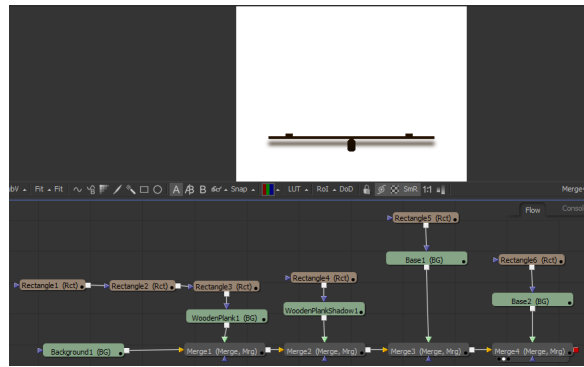 abV Fit Fit A B Snap LUT RoI DoD SmR 1:1 Merge
Flow Conso
Rectangle5 (Rct)
Base1 (BG) Rectangle6 (Rct)
Rectangle1 (Rct) Rectangle2 (Rct) Rectangle3 (Rct) Rectangle4 (Rct)
WoodenPlank1 (BG) WoodenPlankShadow1 Base2 (BG)
Background1 (BG) Merge1 (Merge, Mrg) Merge2 (Merge, Mrg) Merge3 (Merge, Mrg) Merge4 (Merge, Mrg)